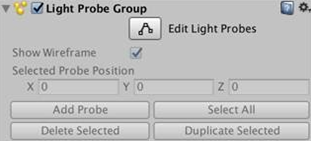 Light Probe Group
Edit Light Probes
Show Wireframe
Selected Probe Position
X 0 Y 0 Z 0
Add Probe Select All
Delete Selected Duplicate Selected